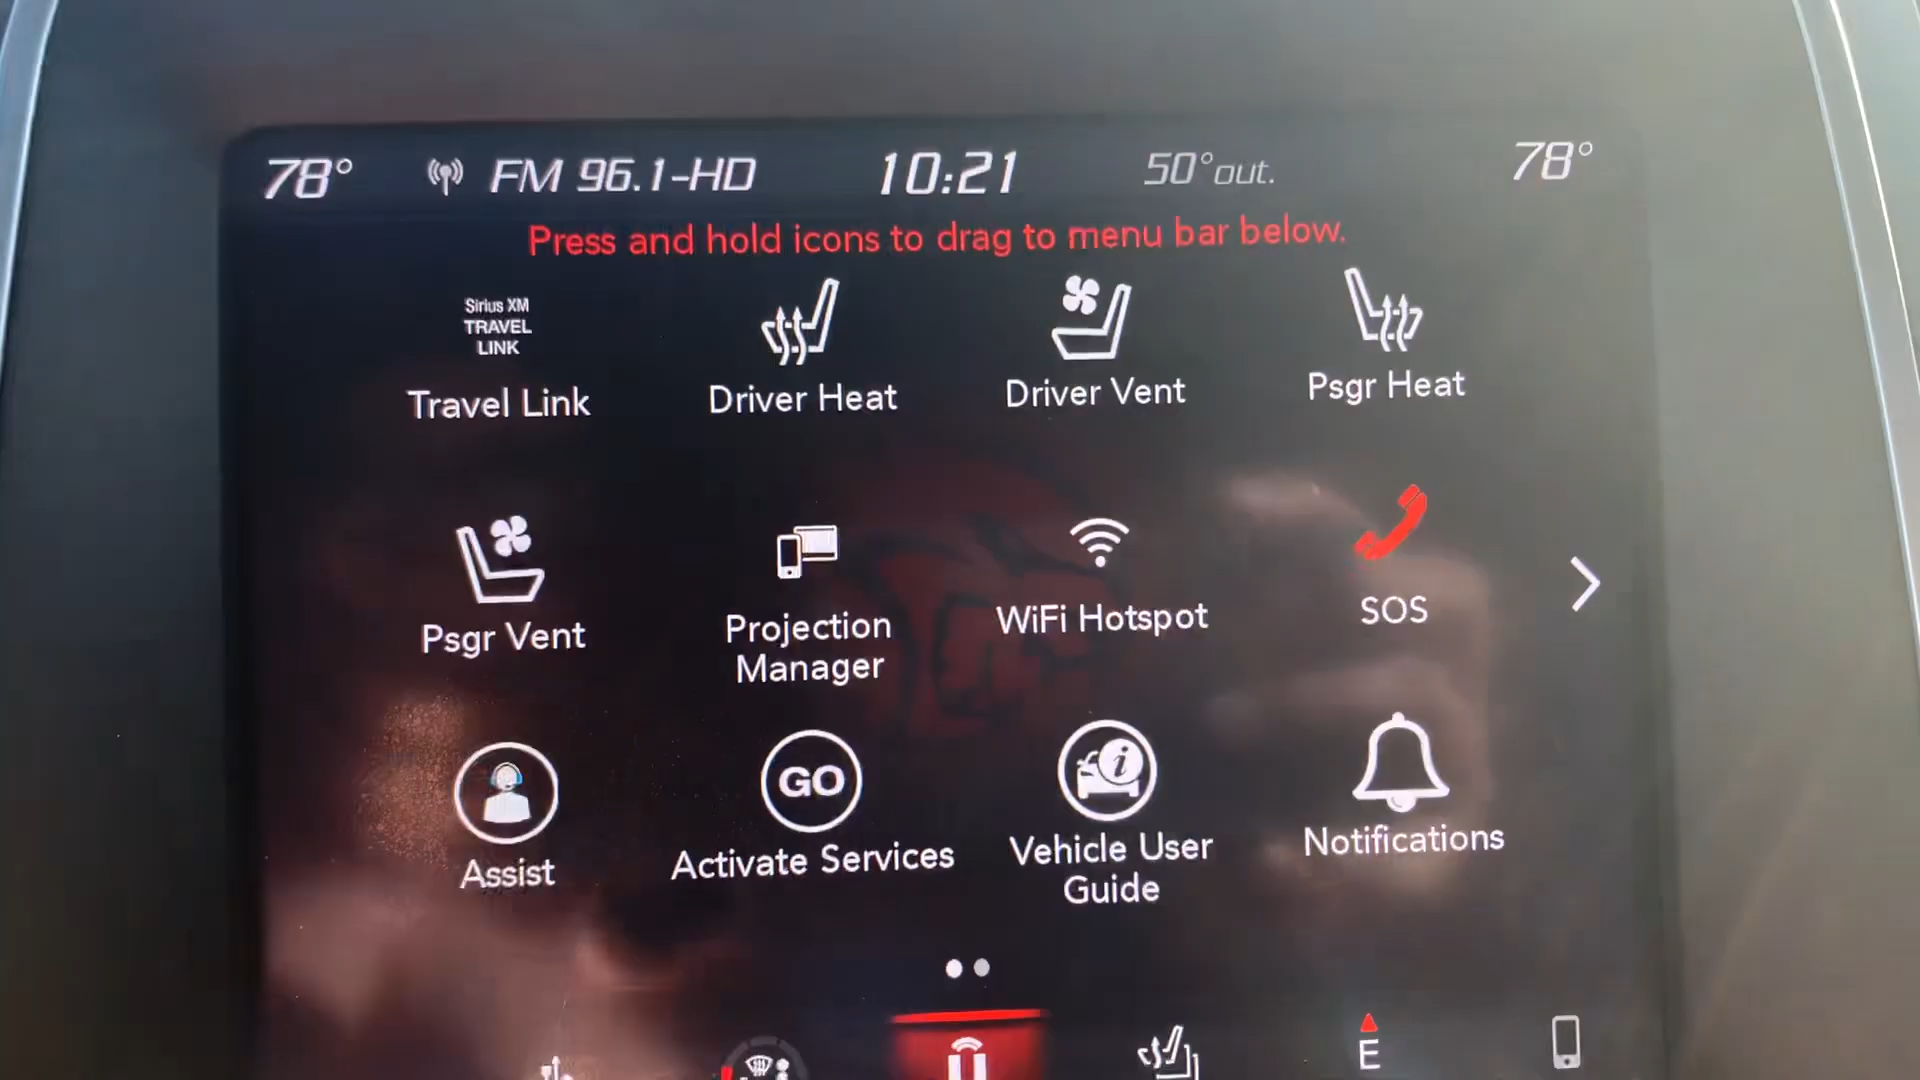 78° FM 96.1-HD 10:21 50° out. 78°
Press and hold icons to drag to menu bar below.
Sirius XM
TRAVEL
LINK
Travel Link
Driver Heat
Driver Vent
Psgr Heat
Psgr Vent
Projection
Manager
WiFi Hotspot
SOS
Assist
GO
Activate Services
i
Vehicle User
Guide
Notifications
E